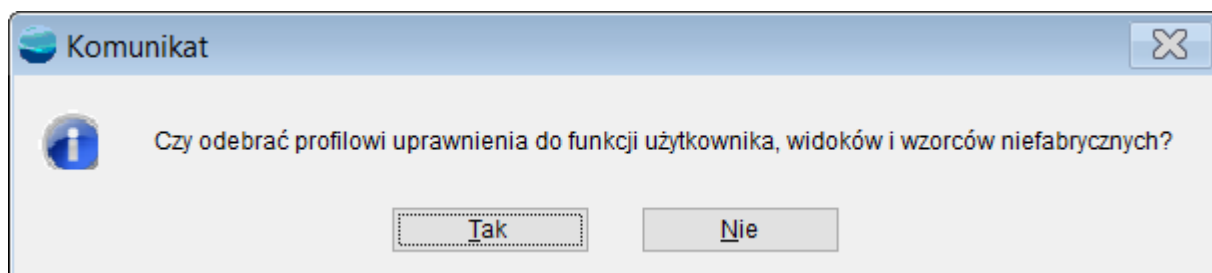 Komunikat
Czy odebrać profilowi uprawnienia do funkcji użytkownika, widoków i wzorców niefabrycznych?
Tak
Nie